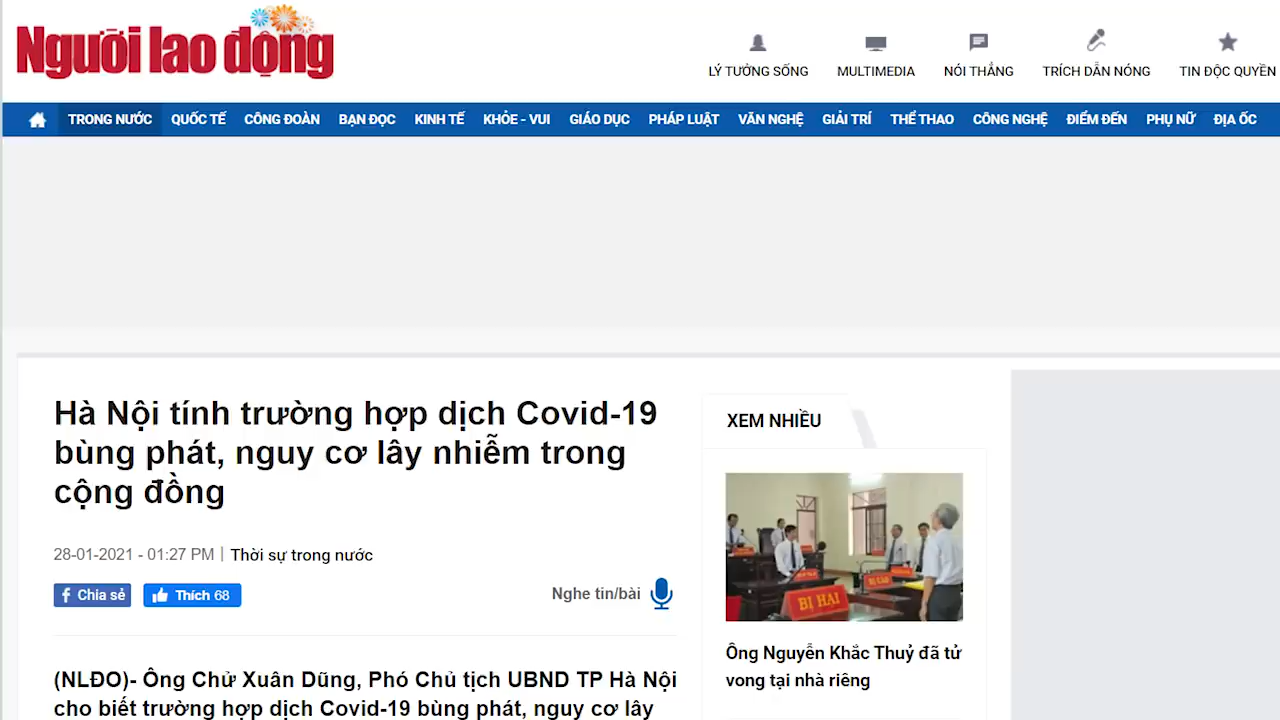 Người lao động
LÝ TƯỞNG SỐNG MULTIMEDIA NÓI THẲNG TRÍCH DẪN NÓNG TIN ĐỘC QUYỀN
TRONG NƯỚC QUỐC TẾ CÔNG ĐOÀN BẠN ĐỌC KINH TẾ KHỎE - VUI GIÁO DỤC PHÁP LUẬT VĂN NGHỆ GIẢI TRÍ THỂ THAO CÔNG NGHỆ ĐIỂM ĐẾN PHỤ NỮ ĐỊA ỐC
Hà Nội tính trường hợp dịch Covid-19
bùng phát, nguy cơ lây nhiễm trong
cộng đồng
28-01-2021 - 01:27 PM | Thời sự trong nước
Chia sẻ Thích 68
Nghe tin/bài
(NLĐO)- Ông Chử Xuân Dũng, Phó Chủ tịch UBND TP Hà Nội
cho biết trường hợp dịch Covid-19 bùng phát, nguy cơ lây
XEM NHIỀU
BỊ CÁO
BỊ HẠI
Ông Nguyễn Khắc Thuỷ đã tử
vong tại nhà riêng